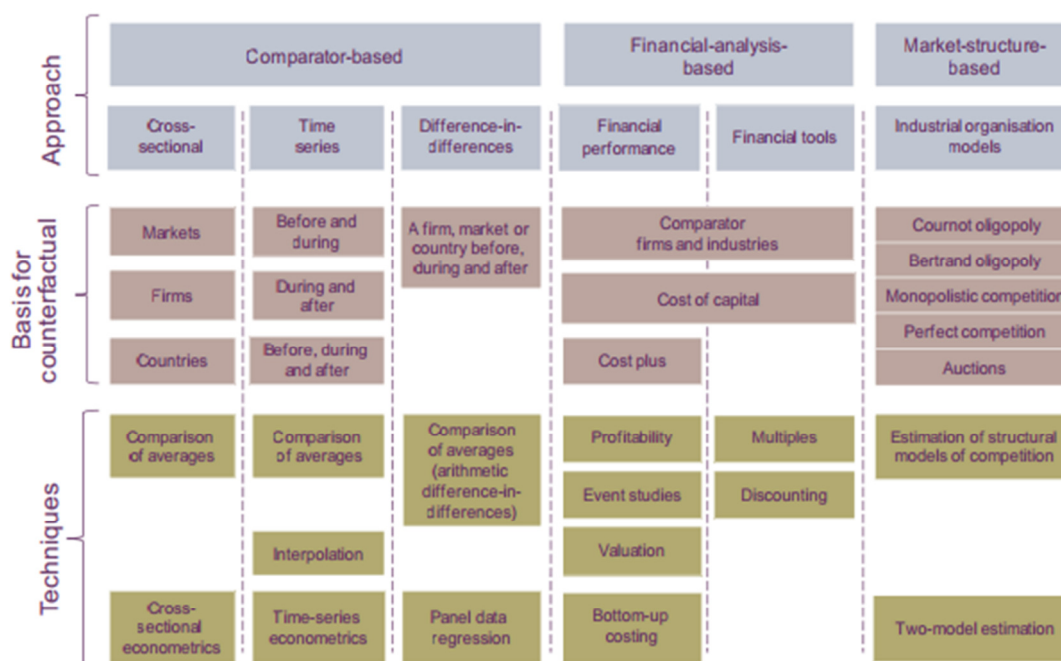 Approach
Comparator-based
Financial-analysis-
based
Market-structure-
based
Cross-
sectional
Time
series
Difference-in-
differences
Financial
performance
Financial tools
Industrial organisation
models
Basis for
counterfactual
Markets
Firms
Countries
Before and
during
During and
after
Before, during
and after
A firm, market or
country before,
during and after
Comparator
firms and industries
Cost of capital
Cost plus
Cournot oligopoly
Bertrand oligopoly
Monopolistic competition
Perfect competition
Auctions
Techniques
Comparison
of averages
Cross-
sectional
econometrics
Comparison
of averages
Interpolation
Time-series
econometrics
Comparison
of averages
(arithmetic
difference-in-
differences)
Panel data
regression
Profitability
Event studies
Valuation
Bottom-up
costing
Multiples
Discounting
Estimation of structural
models of competition
Two-model estimation